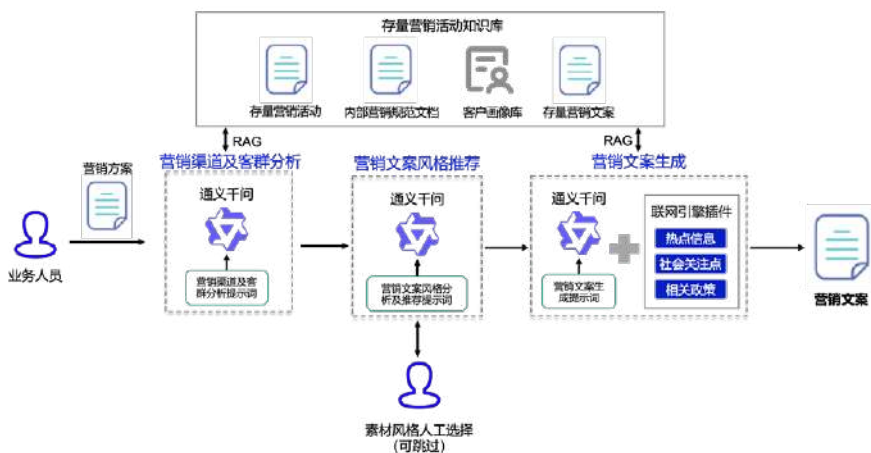 存量营销活动知识库
存量营销活动
内部营销规范文档
客户画像库
存量营销文案
RAG
RAG
营销方案
营销渠道及客群分析
营销文案风格推荐
营销文案生成
通义千问
通义千问
通义千问
联网引擎插件
热点信息
社会关注点
相关政策
业务人员
营销渠道及客
群分析提示词
营销文案风格分
析及推荐提示词
营销文案生
成提示词
营销文案
素材风格人工选择
(可跳过)